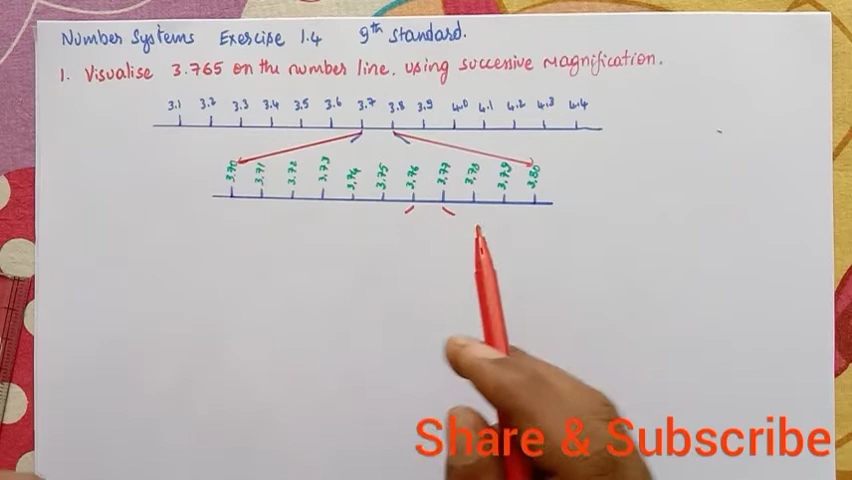 Number Systems Exercise 1.4 9th standard.
1. Visualise 3.765 on the number line, using successive magnification.
3.1 3.2 3.3 3.4 3.5 3.6 3.7 3.8 3.9 4.0 4.1 4.2 4.3 4.4
3.70 3.71 3.72 3.73 3.74 3.75 3.76 3.77 3.78 3.79 3.80
Share & Subscribe